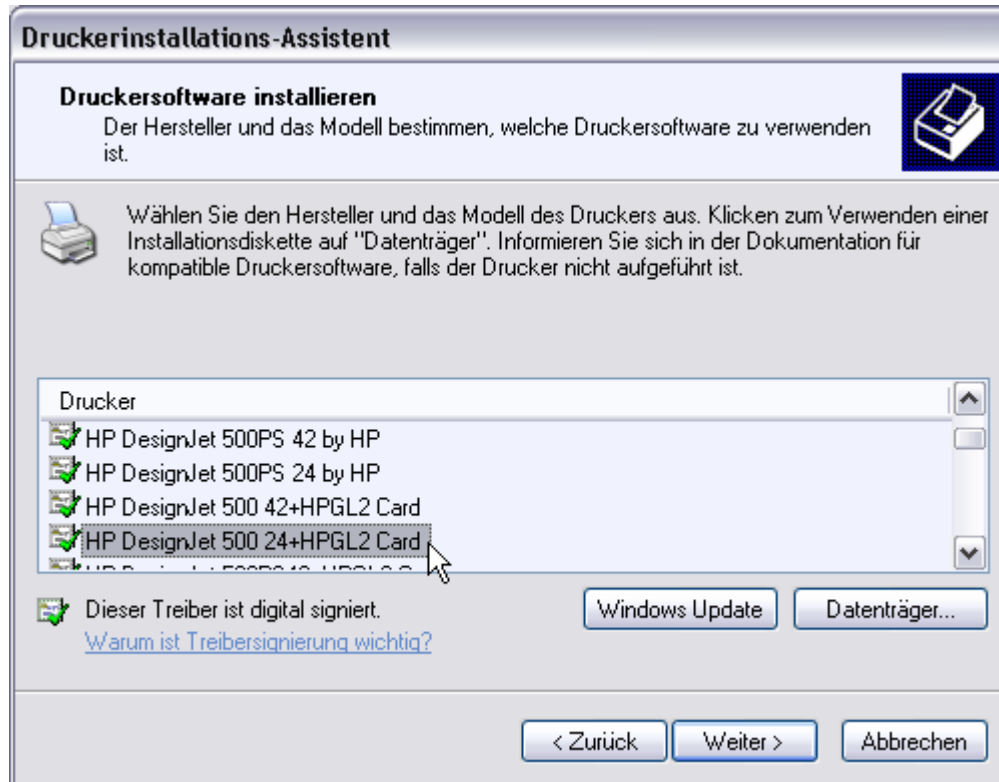 Druckerinstallations-Assistent
Druckersoftware installieren
Der Hersteller und das Modell bestimmen, welche Druckersoftware zu verwenden
ist.
Wählen Sie den Hersteller und das Modell des Druckers aus. Klicken zum Verwenden einer
Installationsdiskette auf "Datenträger". Informieren Sie sich in der Dokumentation für
kompatible Druckersoftware, falls der Drucker nicht aufgeführt ist.
Drucker
HP DesignJet 500PS 42 by HP
HP DesignJet 500PS 24 by HP
HP DesignJet 500 42+HPGL2 Card
HP DesignJet 500 24+HPGL2 Card
Dieser Treiber ist digital signiert.
Windows Update
Datenträger...
Warum ist Treibersignierung wichtig?
< Zurück
Weiter >
Abbrechen